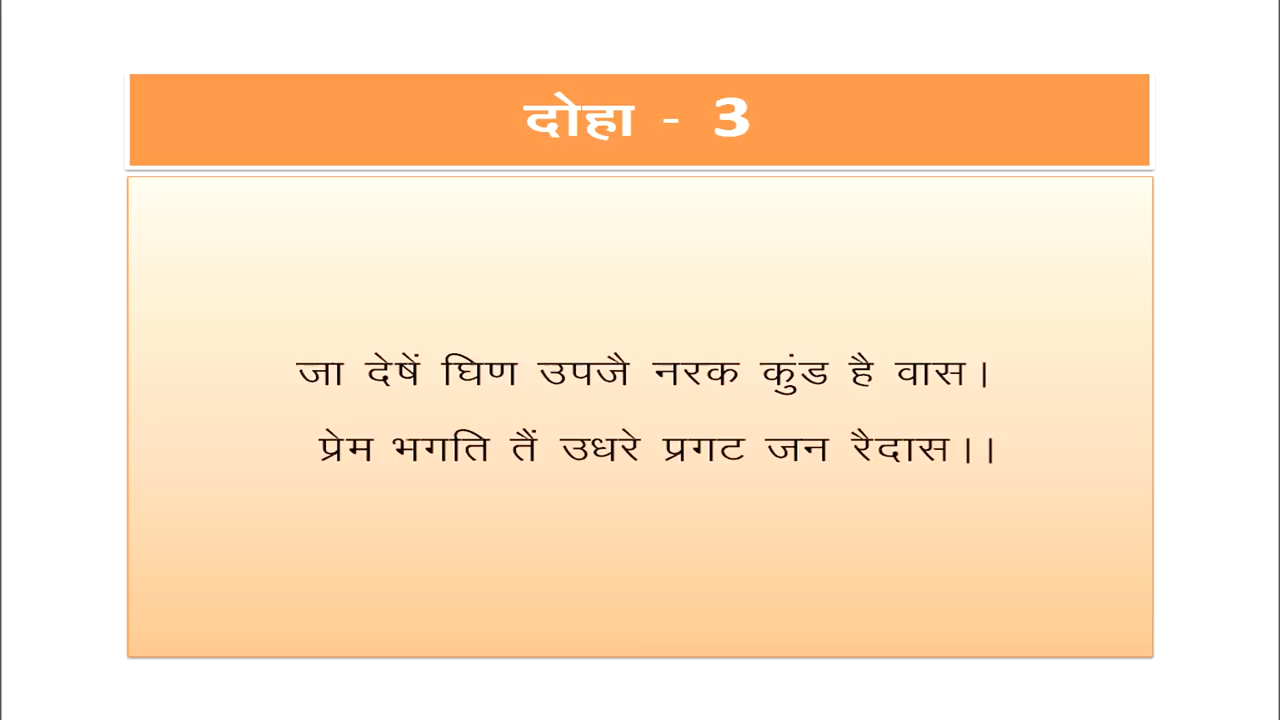 दोहा - 3
जा देषें घिण उपजै नरक कुंड है वास।
प्रेम भगति तैं उधरे प्रगट जन रैदास।।